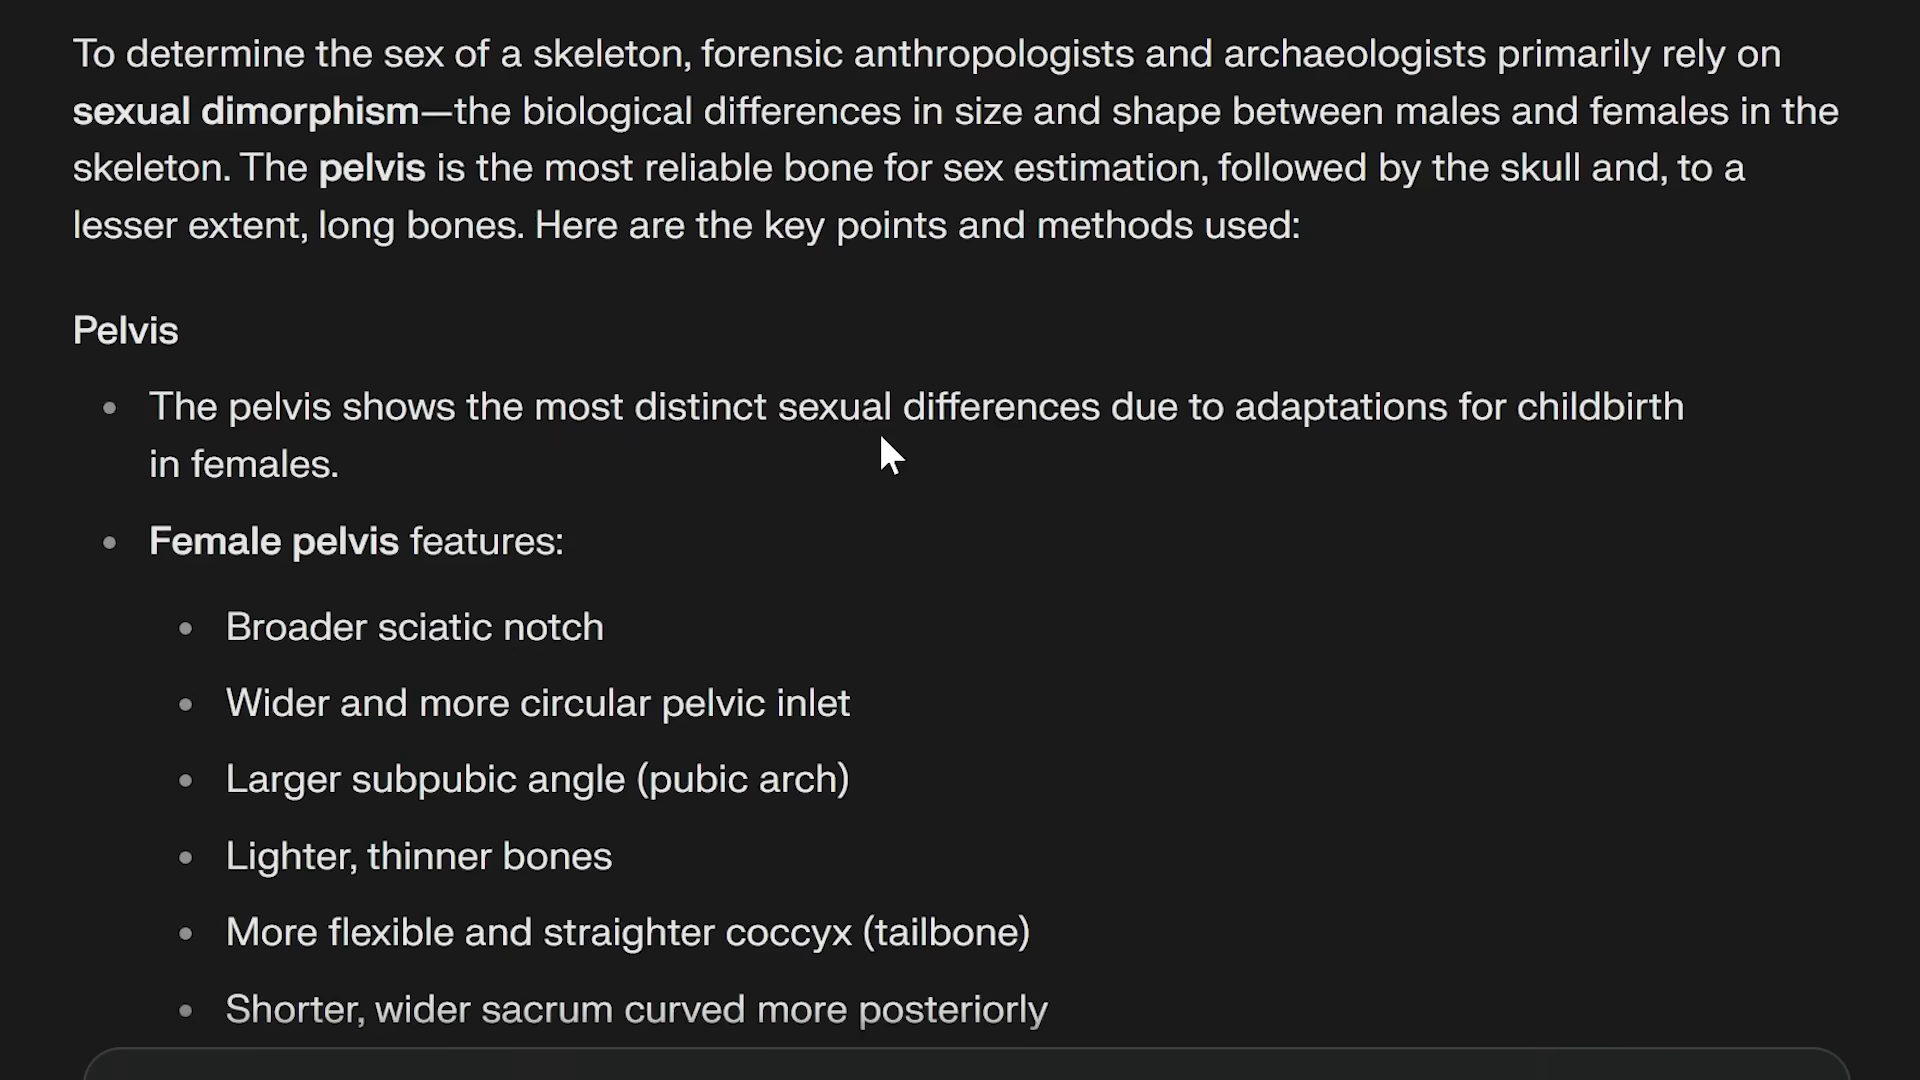 To determine the sex of a skeleton, forensic anthropologists and archaeologists primarily rely on
sexual dimorphism—the biological differences in size and shape between males and females in the
skeleton. The pelvis is the most reliable bone for sex estimation, followed by the skull and, to a
lesser extent, long bones. Here are the key points and methods used:
Pelvis
• The pelvis shows the most distinct sexual differences due to adaptations for childbirth
in females.
• Female pelvis features:
• Broader sciatic notch
• Wider and more circular pelvic inlet
• Larger subpubic angle (pubic arch)
• Lighter, thinner bones
• More flexible and straighter coccyx (tailbone)
• Shorter, wider sacrum curved more posteriorly